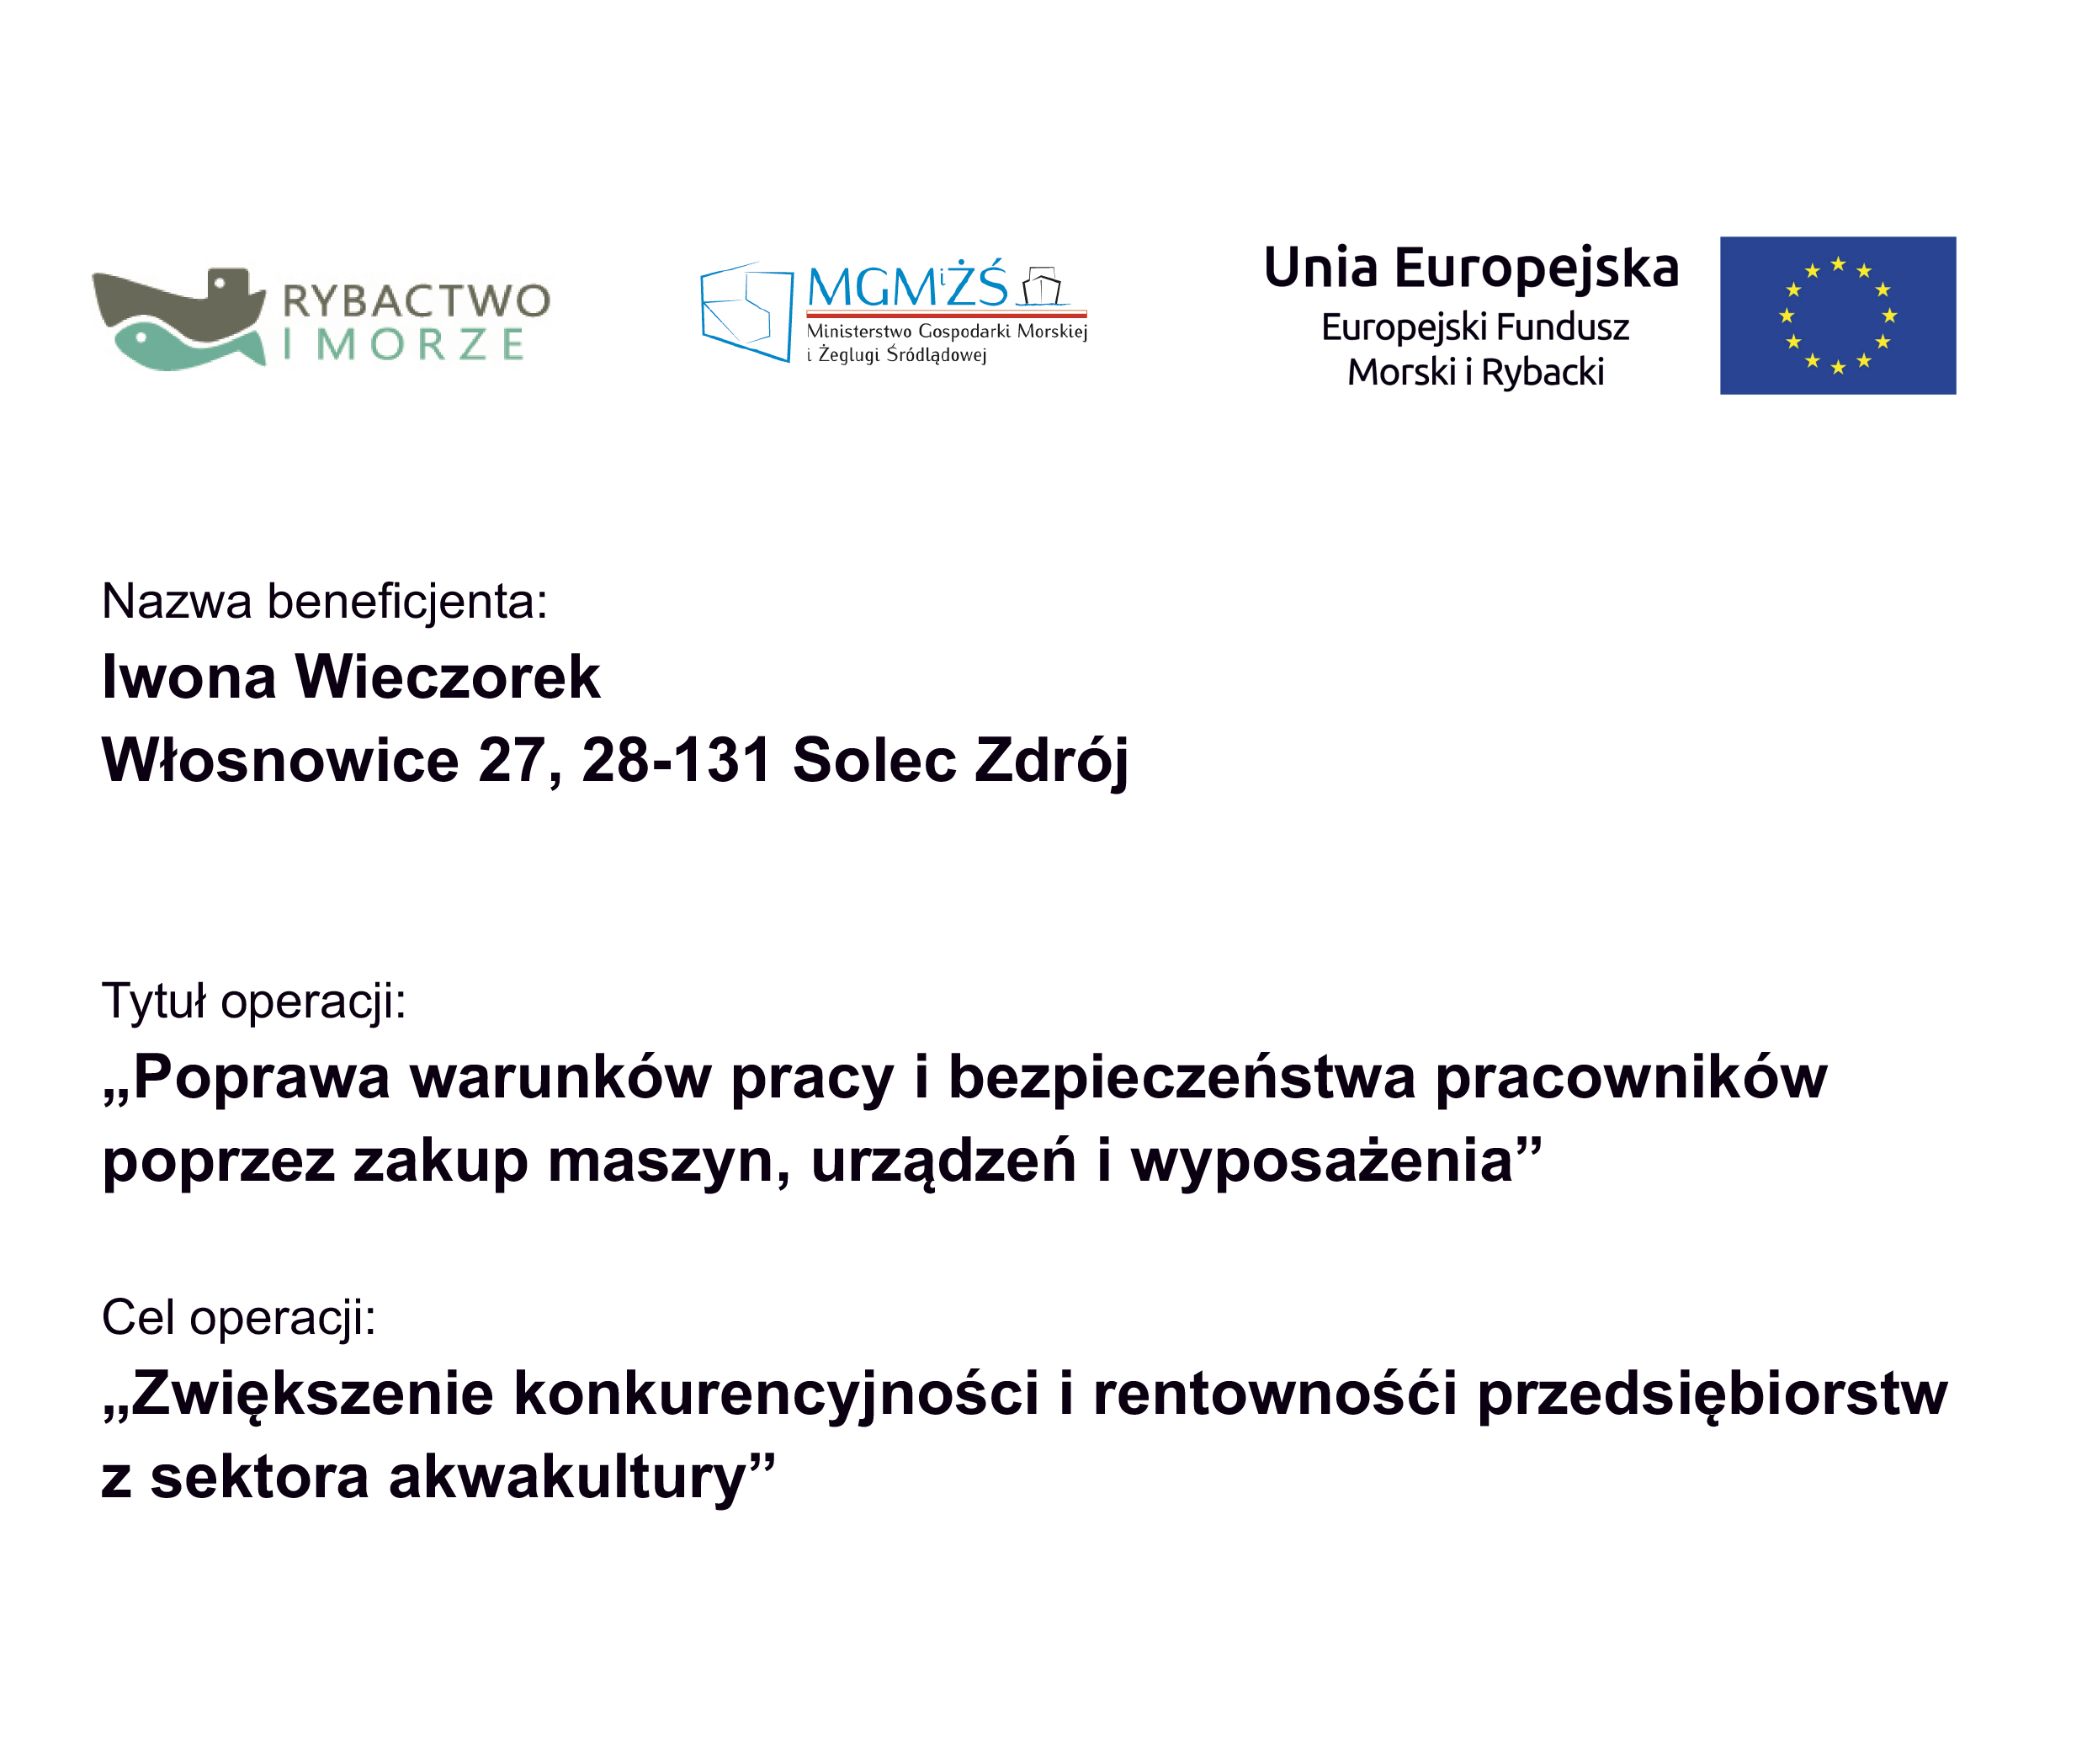 RYBACTWO
I MORZE
MGMiŻŚ
Ministerstwo Gospodarki Morskiej
i Żeglugi Śródlądowej
Unia Europejska
Europejski Fundusz
Morski i Rybacki
Nazwa beneficjenta:
Iwona Wieczorek
Włosnowice 27, 28-131 Solec Zdrój
Tytuł operacji:
„Poprawa warunków pracy i bezpieczeństwa pracowników
poprzez zakup maszyn, urządzeń i wyposażenia”
Cel operacji:
„Zwiększenie konkurencyjnośći i rentownośći przedsiębiorstw
z sektora akwakultury”